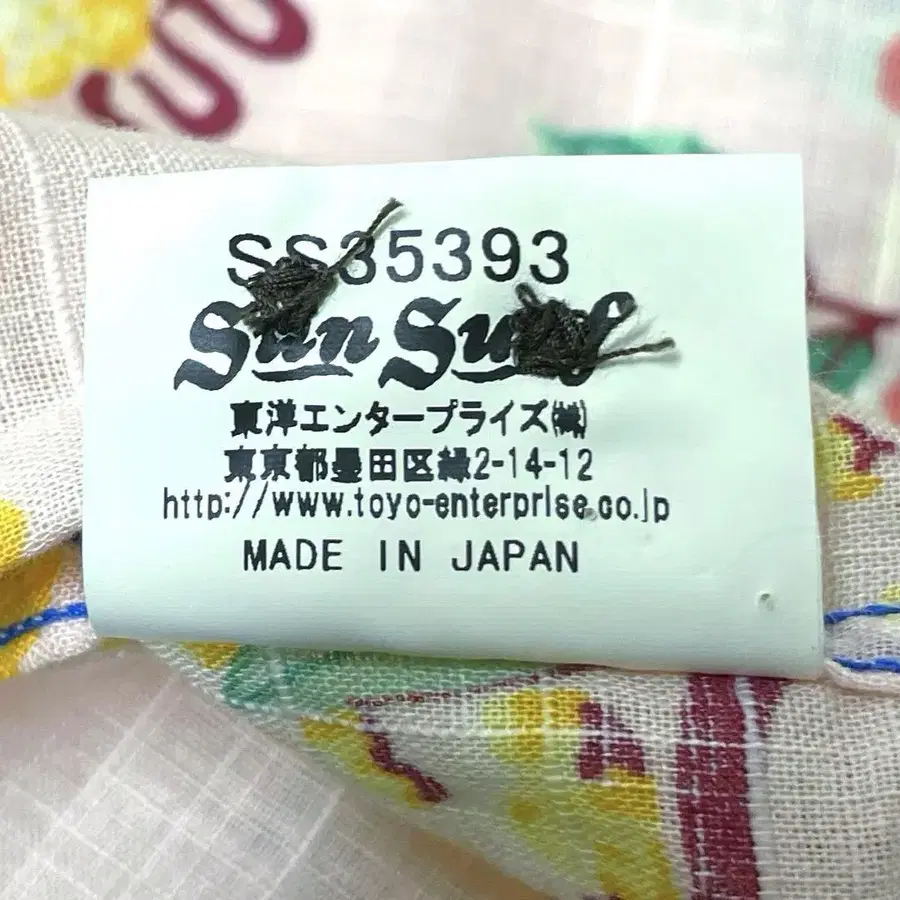 SS35393
Sun Surf
東洋エンタープライズ㈱
東京都墨田区緑2-14-12
http://www.toyo-enterprise.co.jp
MADE IN JAPAN